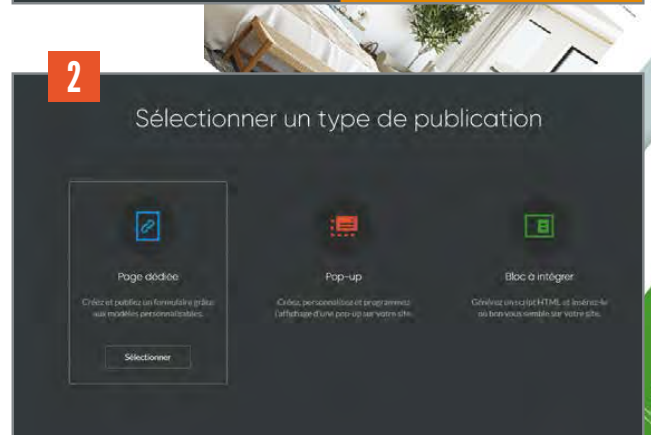 2
Sélectionner un type de publication
Page dédiée
Pop-up
Bloc à intégrer
Créez et publiez un formulaire grâce
aux modèles personnalisables.
Créez, personnalisez et programmez
l'affichage d'une pop-up sur votre site.
Générez un script HTML et insérez-le
où bon vous semble sur votre site.
Sélectionner